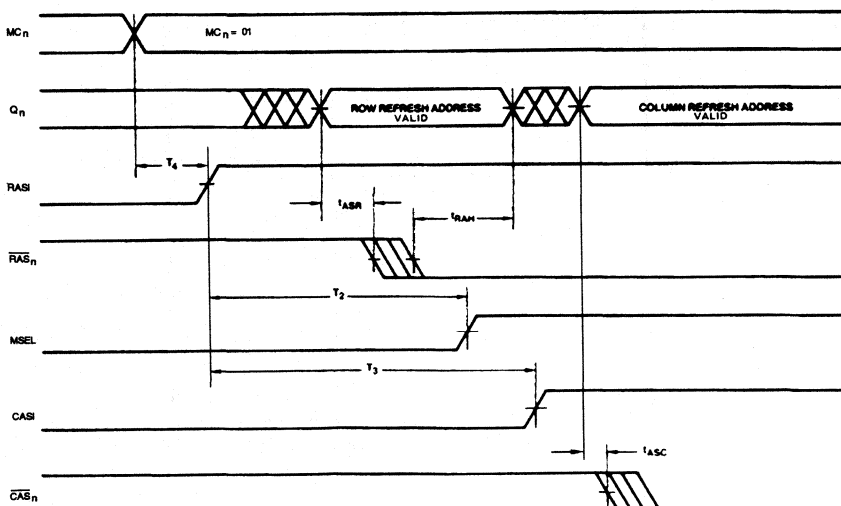 MCn
MCn = 01
Qn
ROW REFRESH ADDRESS
VALID
COLUMN REFRESH ADDRESS
VALID
T4
RASI
tASR
tRAH
RASn
T2
MSEL
T3
CASI
tASC
CASn